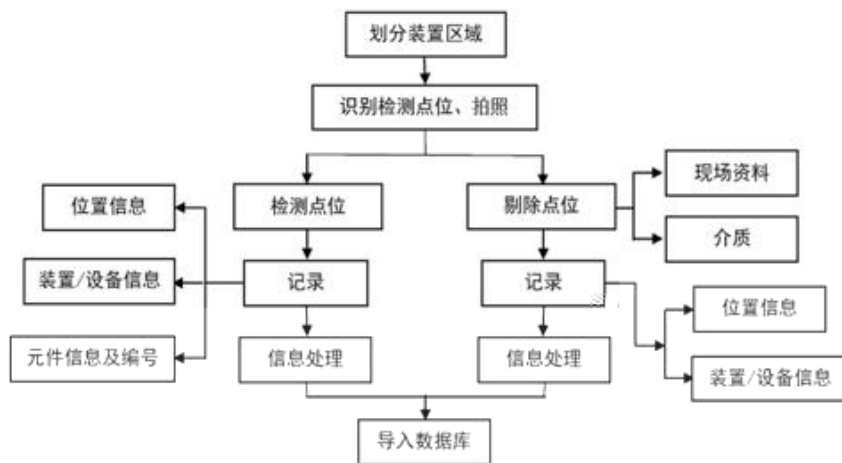 划分装置区域
识别检测点位、拍照
检测点位
剔除点位
现场资料
介质
位置信息
装置/设备信息
元件信息及编号
记录
记录
位置信息
装置/设备信息
信息处理
信息处理
导入数据库